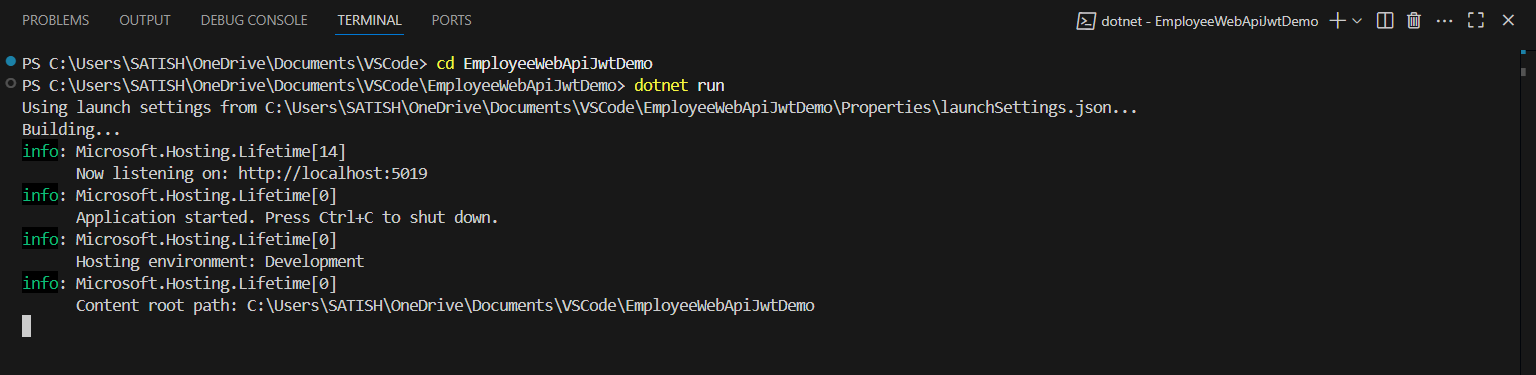 PROBLEMS OUTPUT DEBUG CONSOLE TERMINAL PORTS dotnet - EmployeeWebApiJwtDemo
PS C:\Users\SATISH\OneDrive\Documents\VSCode> cd EmployeeWebApiJwtDemo
PS C:\Users\SATISH\OneDrive\Documents\VSCode\EmployeeWebApiJwtDemo> dotnet run
Using launch settings from C:\Users\SATISH\OneDrive\Documents\VSCode\EmployeeWebApiJwtDemo\Properties\launchSettings.json...
Building...
info: Microsoft.Hosting.Lifetime[14]
      Now listening on: http://localhost:5019
info: Microsoft.Hosting.Lifetime[0]
      Application started. Press Ctrl+C to shut down.
info: Microsoft.Hosting.Lifetime[0]
      Hosting environment: Development
info: Microsoft.Hosting.Lifetime[0]
      Content root path: C:\Users\SATISH\OneDrive\Documents\VSCode\EmployeeWebApiJwtDemo